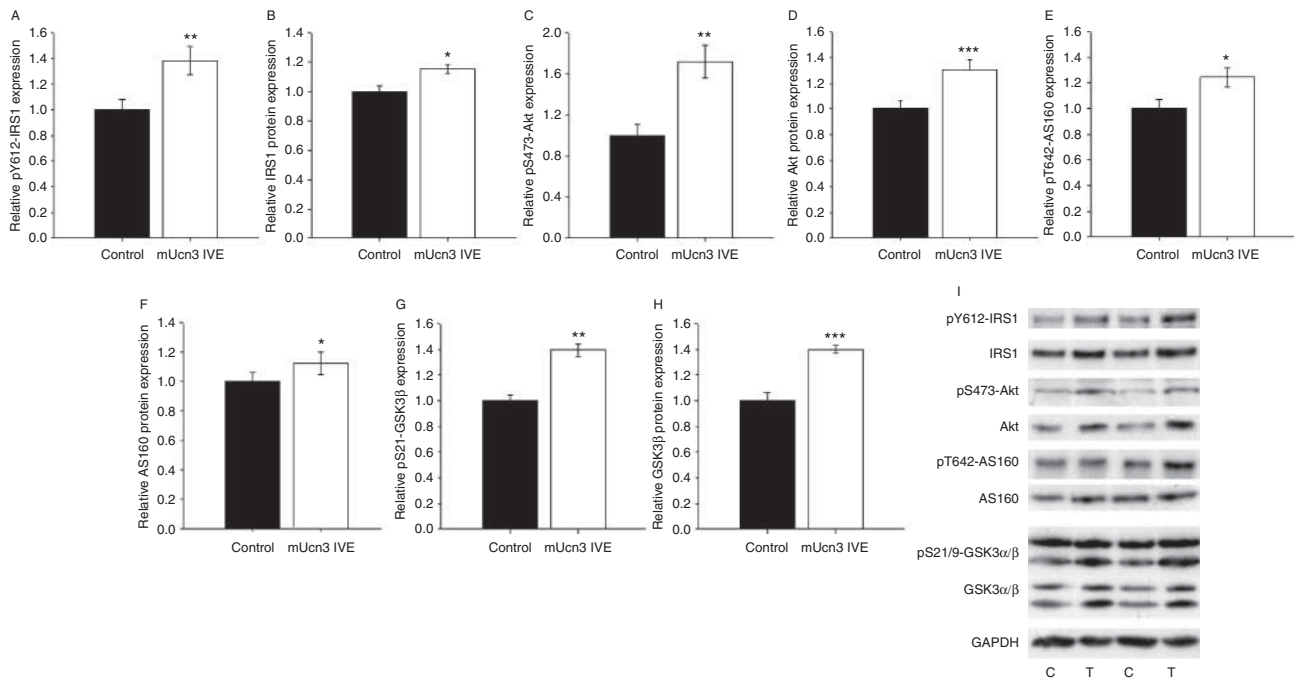 A
Relative pY612-IRS1 expression
1.6
1.4
1.2
1.0
0.8
0.6
0.4
0.2
0.0
**
Control
mUcn3 IVE
B
Relative IRS1 protein expression
1.6
1.4
1.2
1.0
0.8
0.6
0.4
0.2
0.0
*
Control
mUcn3 IVE
C
Relative pS473-Akt expression
2.0
1.6
1.2
0.8
0.4
0.0
**
Control
mUcn3 IVE
D
Relative Akt protein expression
1.6
1.4
1.2
1.0
0.8
0.6
0.4
0.2
0.0
***
Control
mUcn3 IVE
E
Relative pT642-AS160 expression
1.6
1.4
1.2
1.0
0.8
0.6
0.4
0.2
0.0
*
Control
mUcn3 IVE
F
Relative AS160 protein expression
1.4
1.2
1.0
0.8
0.6
0.4
0.2
0.0
*
Control
mUcn3 IVE
G
Relative pS21-GSK3β expression
1.6
1.4
1.2
1.0
0.8
0.6
0.4
0.2
0.0
**
Control
mUcn3 IVE
H
Relative GSK3β protein expression
1.6
1.4
1.2
1.0
0.8
0.6
0.4
0.2
0.0
***
Control
mUcn3 IVE
I
pY612-IRS1
IRS1
pS473-Akt
Akt
pT642-AS160
AS160
pS21/9-GSK3α/β
GSK3α/β
GAPDH
C T C T